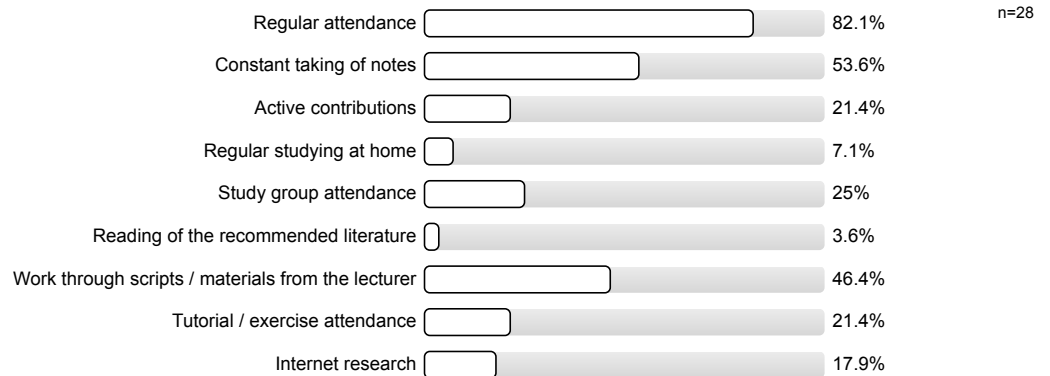 Regular attendance 82.1% n=28
Constant taking of notes 53.6%
Active contributions 21.4%
Regular studying at home 7.1%
Study group attendance 25%
Reading of the recommended literature 3.6%
Work through scripts / materials from the lecturer 46.4%
Tutorial / exercise attendance 21.4%
Internet research 17.9%